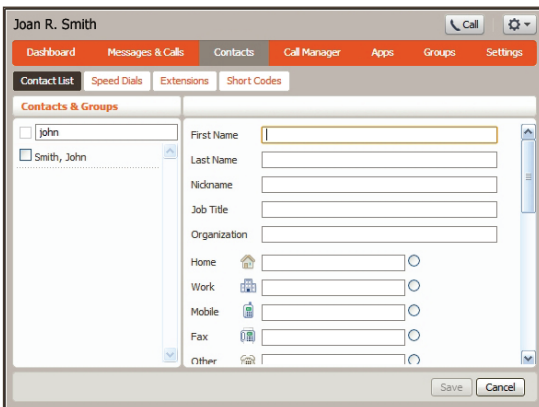 Joan R. Smith
Call
Dashboard Messages & Calls Contacts Call Manager Apps Groups Settings
Contact List Speed Dials Extensions Short Codes
Contacts & Groups
john
Smith, John
First Name
Last Name
Nickname
Job Title
Organization
Home
Work
Mobile
Fax
Other
Save Cancel